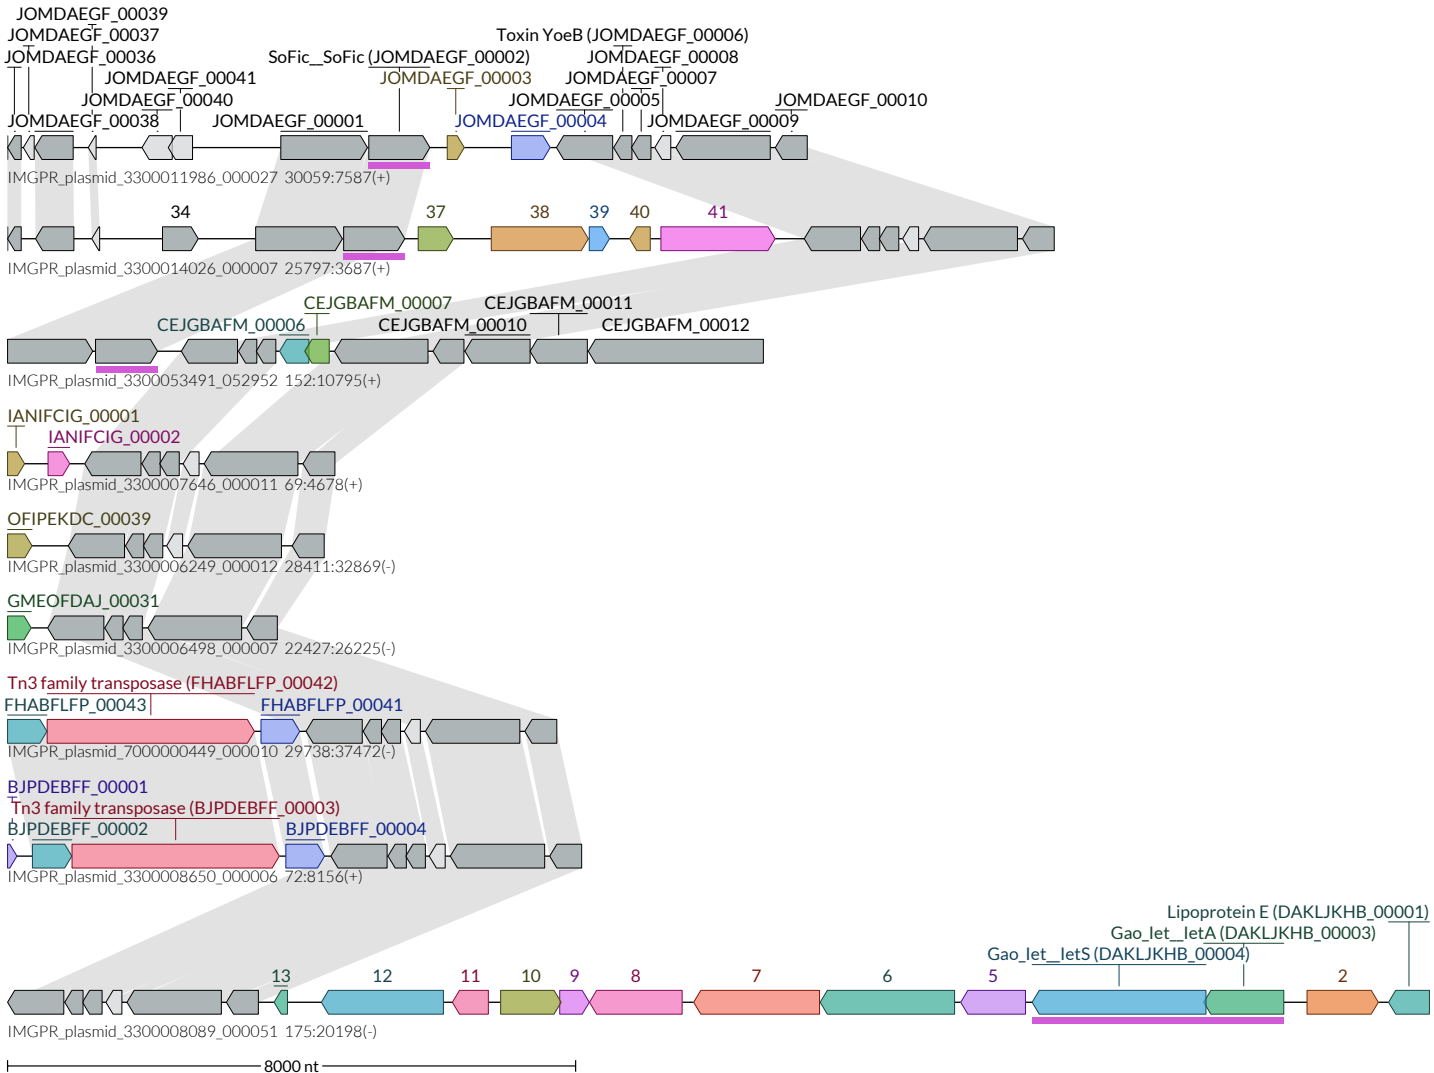 JOMDAEGF_00039
JOMDAEGF_00037 Toxin YoeB (JOMDAEGF_00006)
JOMDAEGF_00036 SoFic__SoFic (JOMDAEGF_00002) JOMDAEGF_00008
JOMDAEGF_00041 JOMDAEGF_00003 JOMDAEGF_00007
JOMDAEGF_00040 JOMDAEGF_00005 JOMDAEGF_00010
JOMDAEGF_00038 JOMDAEGF_00001 JOMDAEGF_00004 JOMDAEGF_00009
IMGPR_plasmid_3300011986_000027 30059:7587(+)
34 37 38 39 40 41
IMGPR_plasmid_3300014026_000007 25797:3687(+)
CEJGBAFM_00007 CEJGBAFM_00011
CEJGBAFM_00006 CEJGBAFM_00010 CEJGBAFM_00012
IMGPR_plasmid_3300053491_052952 152:10795(+)
IANIFCIG_00001
IANIFCIG_00002
IMGPR_plasmid_3300007646_000011 69:4678(+)
OFIPEKDC_00039
IMGPR_plasmid_3300006249_000012 28411:32869(-)
GMEOFDAJ_00031
IMGPR_plasmid_3300006498_000007 22427:26225(-)
Tn3 family transposase (FHABFLFP_00042)
FHABFLFP_00043 FHABFLFP_00041
IMGPR_plasmid_7000000449_000010 29738:37472(-)
BJPDEBFF_00001
Tn3 family transposase (BJPDEBFF_00003)
BJPDEBFF_00002 BJPDEBFF_00004
IMGPR_plasmid_3300008650_000006 72:8156(+)
Lipoprotein E (DAKLJKHB_00001)
Gao_Iet__IetA (DAKLJKHB_00003)
Gao_Iet__IetS (DAKLJKHB_00004)
13 12 11 10 9 8 7 6 5 2
IMGPR_plasmid_3300008089_000051 175:20198(-)
8000 nt